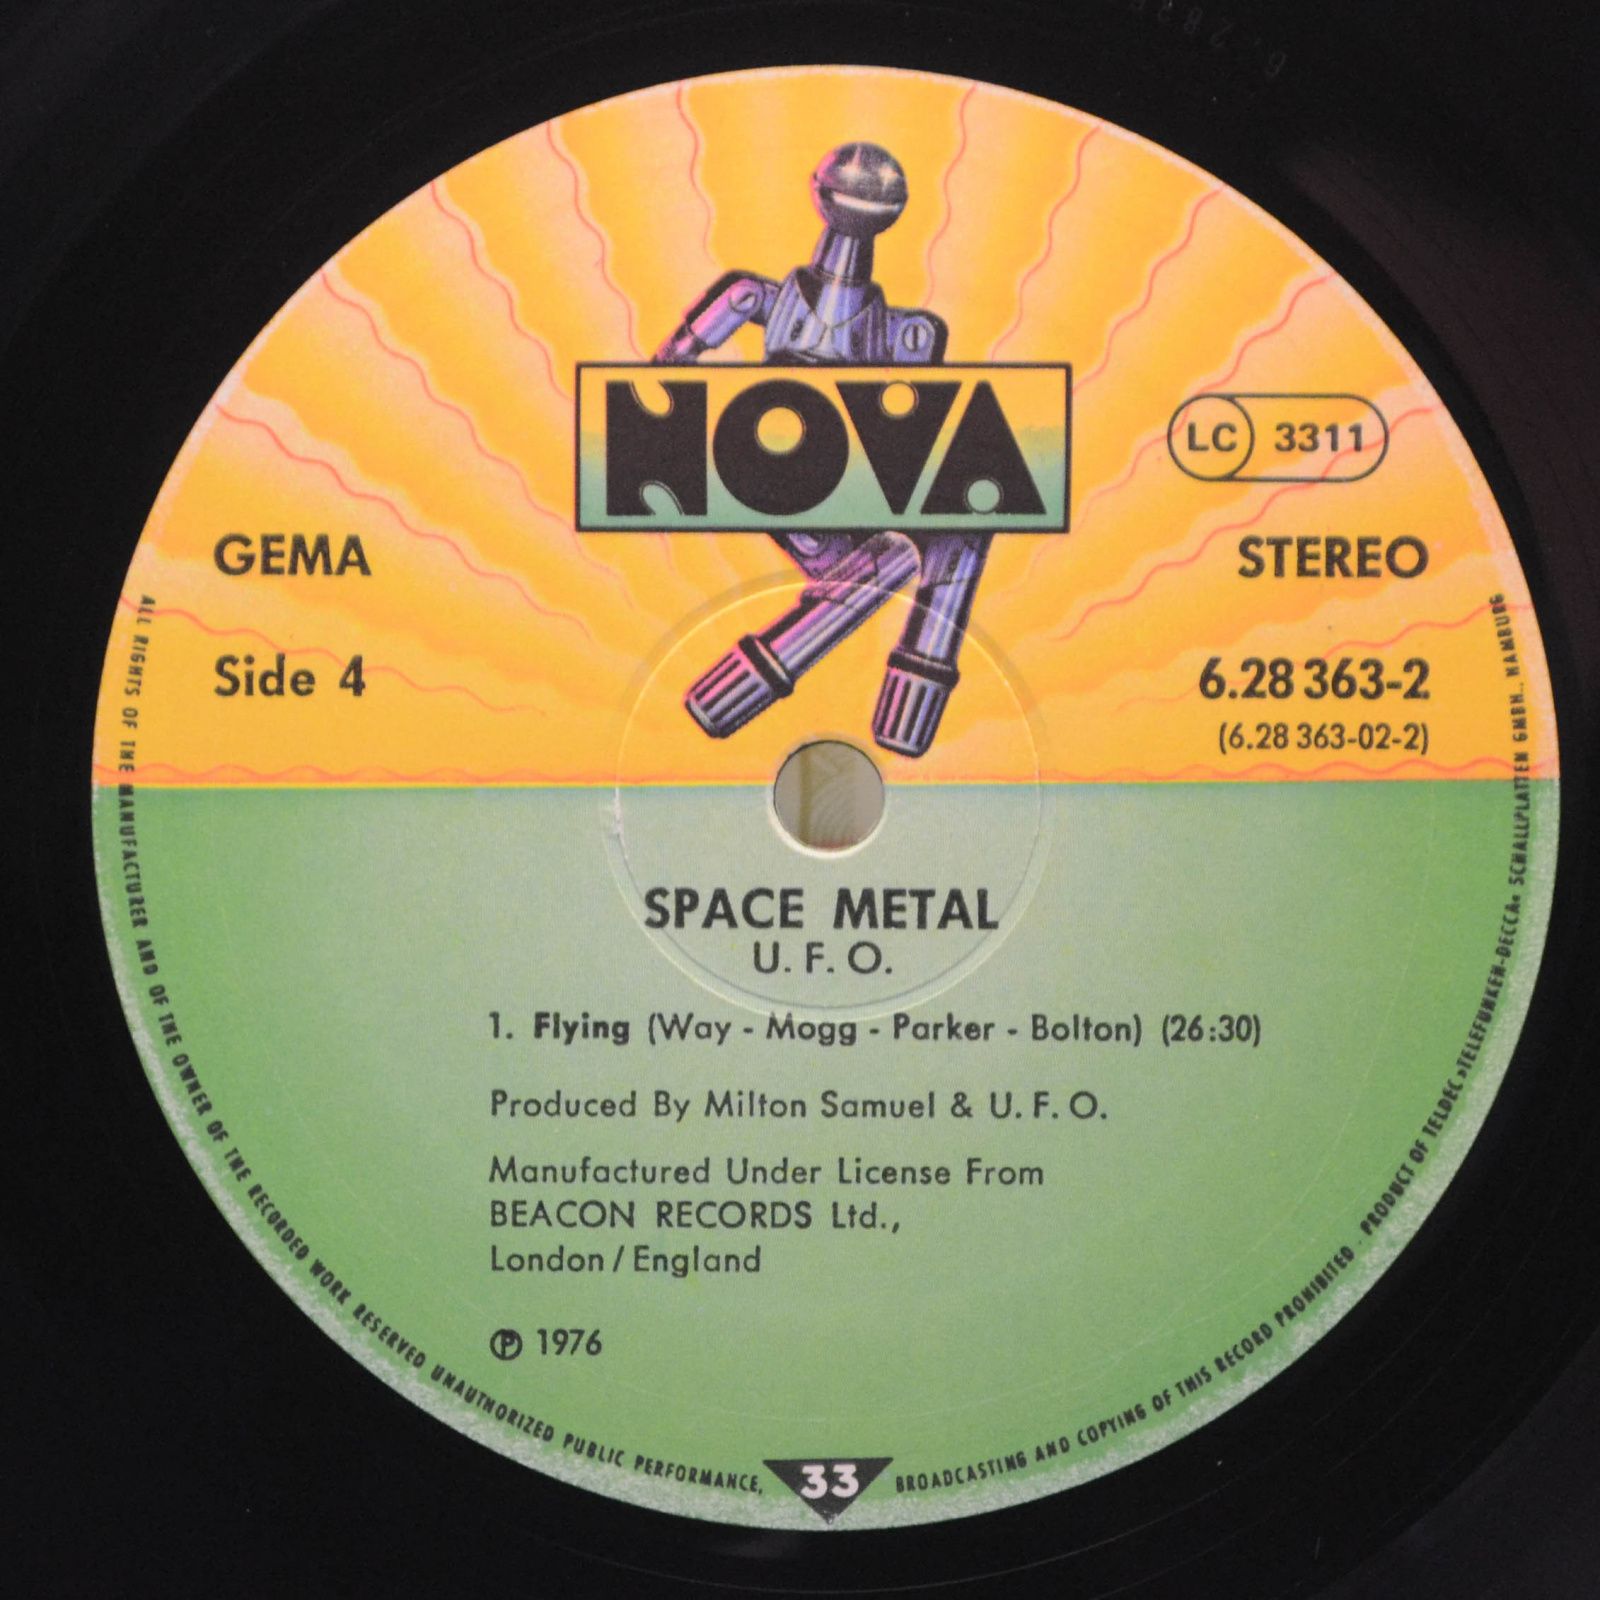 NOVA
LC 3311
GEMA
STEREO
Side 4
6.28 363-2
(6.28 363-02-2)
SPACE METAL
U. F. O.
1. Flying (Way - Mogg - Parker - Bolton) (26:30)
Produced By Milton Samuel & U. F. O.
Manufactured Under License From
BEACON RECORDS Ltd.,
London / England
Ⓟ 1976
33
ALL RIGHTS OF THE MANUFACTURER AND OF THE OWNER OF THE RECORDED WORK RESERVED UNAUTHORIZED PUBLIC PERFORMANCE, BROADCASTING AND COPYING OF THIS RECORD PROHIBITED . PRODUCT OF TELDEC »TELEFUNKEN-DECCA« SCHALLPLATTEN GMBH., HAMBURG